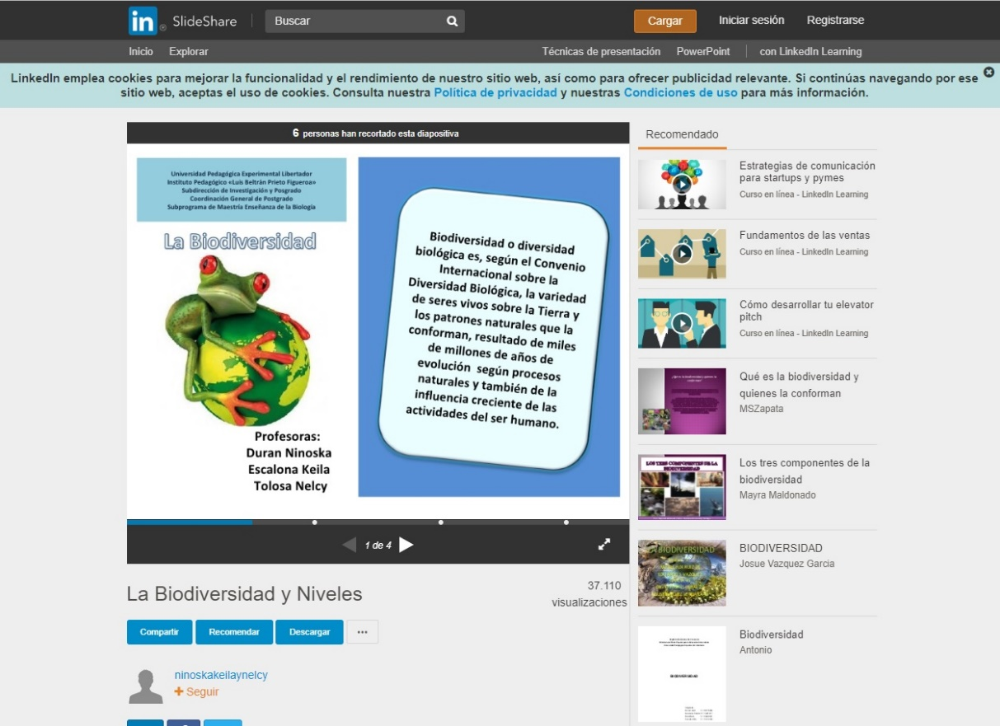 in SlideShare
Buscar
Cargar
Iniciar sesión
Registrarse
Inicio
Explorar
Técnicas de presentación
PowerPoint
con LinkedIn Learning
LinkedIn emplea cookies para mejorar la funcionalidad y el rendimiento de nuestro sitio web, así como para ofrecer publicidad relevante. Si continúas navegando por ese
sitio web, aceptas el uso de cookies. Consulta nuestra Política de privacidad y nuestras Condiciones de uso para más información.
6 personas han recortado esta diapositiva
Universidad Pedagógica Experimental Libertador
Instituto Pedagógico «Luis Beltrán Prieto Figueroa»
Subdirección de Investigación y Posgrado
Coordinación General de Postgrado
Subprograma de Maestría Enseñanza de la Biología
La Biodiversidad
Profesoras:
Duran Ninoska
Escalona Keila
Tolosa Nelcy
Biodiversidad o diversidad
biológica es, según el Convenio
Internacional sobre la
Diversidad Biológica, la variedad
de seres vivos sobre la Tierra y
los patrones naturales que la
conforman, resultado de miles
de millones de años de
evolución según procesos
naturales y también de la
influencia creciente de las
actividades del ser humano.
1 de 4
La Biodiversidad y Niveles
37.110
visualizaciones
Compartir
Recomendar
Descargar
...
ninoskakeilaynelcy
+ Seguir
Recomendado
Estrategias de comunicación
para startups y pymes
Curso en línea - LinkedIn Learning
Fundamentos de las ventas
Curso en línea - LinkedIn Learning
Cómo desarrollar tu elevator
pitch
Curso en línea - LinkedIn Learning
Qué es la biodiversidad y
quienes la conforman
MSZapata
LOS TRES COMPONENTES DE LA
BIODIVERSIDAD
Los tres componentes de la
biodiversidad
Mayra Maldonado
LA BIODIVERSIDAD
BIODIVERSIDAD
Josue Vazquez Garcia
BIODIVERSIDAD
Biodiversidad
Antonio